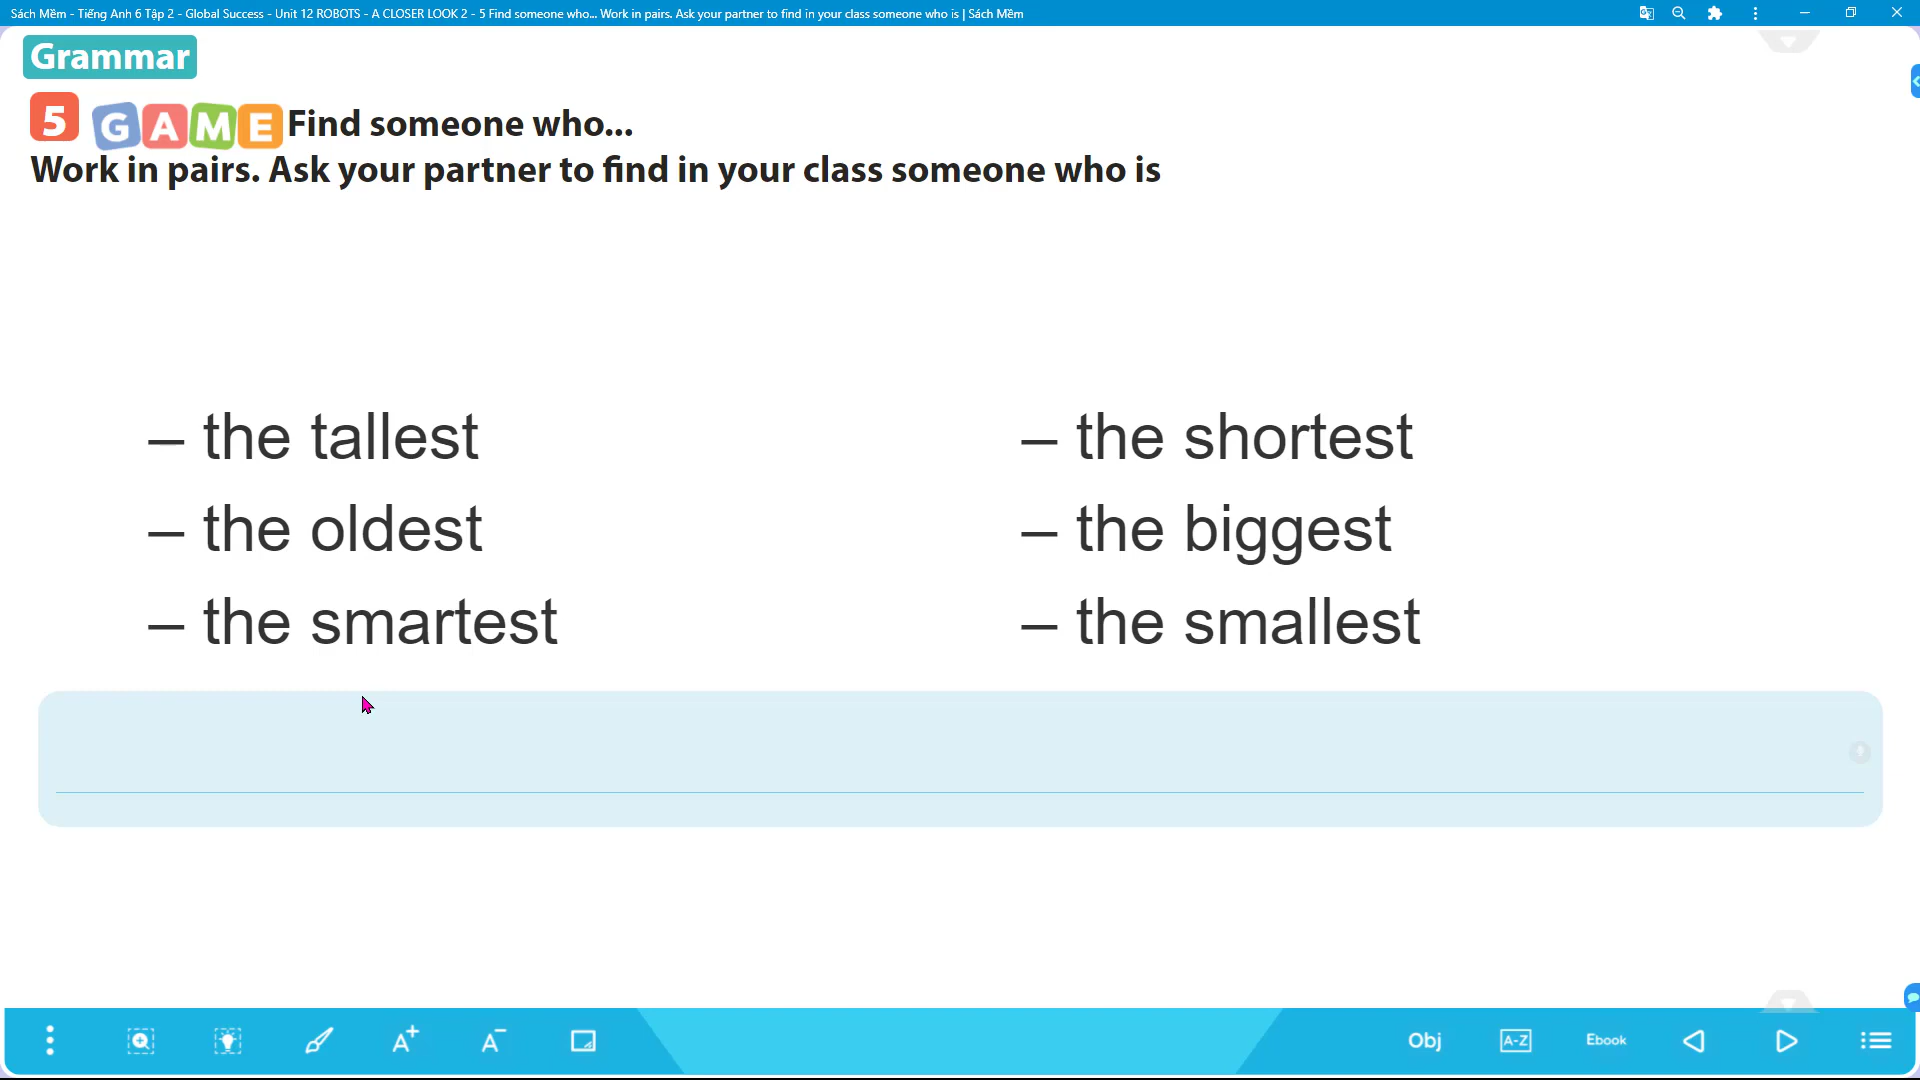 Sách Mềm - Tiếng Anh 6 Tập 2 - Global Success - Unit 12 ROBOTS - A CLOSER LOOK 2 - 5 Find someone who... Work in pairs. Ask your partner to find in your class someone who is | Sách Mềm
Grammar
5 GAME Find someone who...
Work in pairs. Ask your partner to find in your class someone who is
– the tallest
– the shortest
– the oldest
– the biggest
– the smartest
– the smallest
A+ A- Obj A-Z Ebook